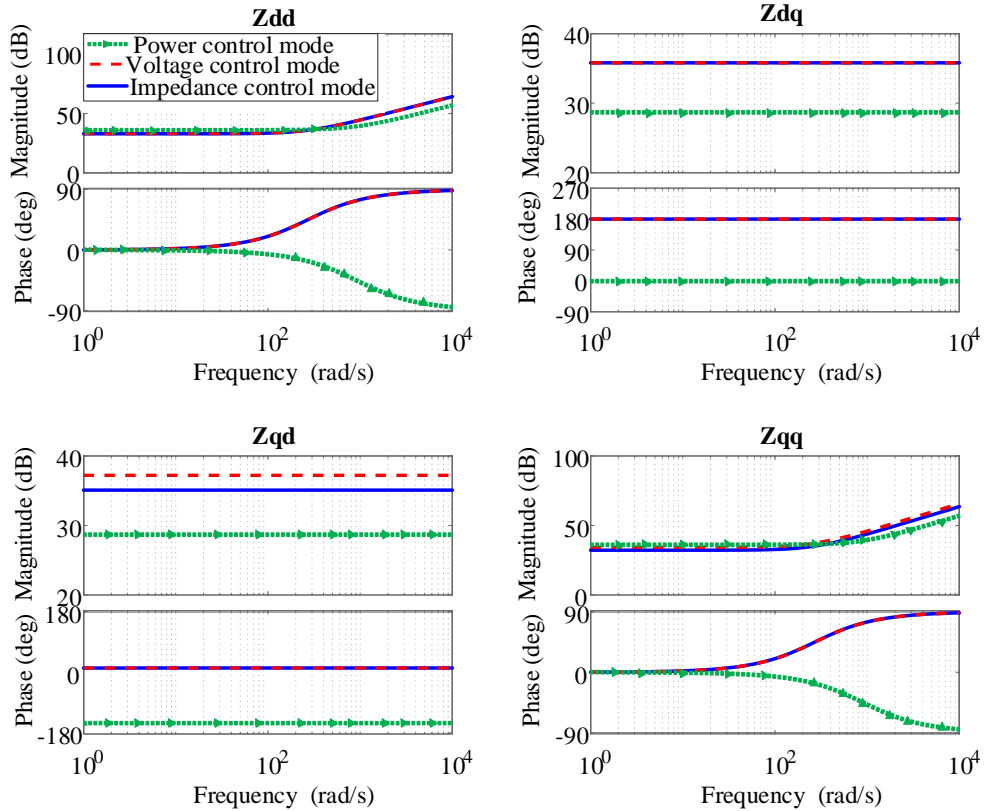 Zdd
Magnitude (dB)
100
50
0
Power control mode
Voltage control mode
Impedance control mode
Phase (deg)
90
0
-90
10^0
10^2
10^4
Frequency (rad/s)
Zdq
Magnitude (dB)
40
30
20
Phase (deg)
270
180
90
0
-90
10^0
10^2
10^4
Frequency (rad/s)
Zqd
Magnitude (dB)
40
30
20
Phase (deg)
180
0
-180
10^0
10^2
10^4
Frequency (rad/s)
Zqq
Magnitude (dB)
100
50
0
Phase (deg)
90
0
-90
10^0
10^2
10^4
Frequency (rad/s)